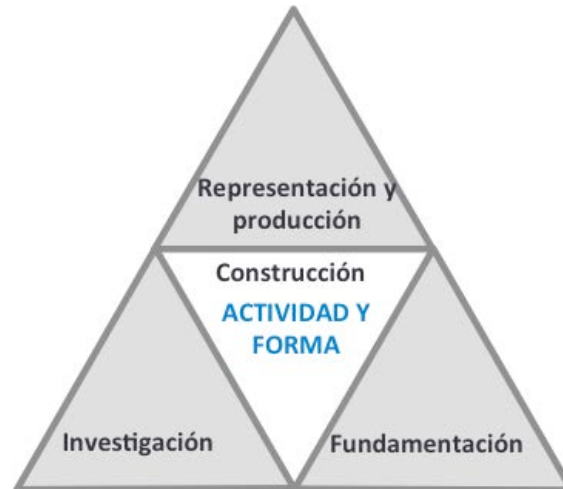 Representación y
producción
Construcción
ACTIVIDAD Y
FORMA
Investigación
Fundamentación